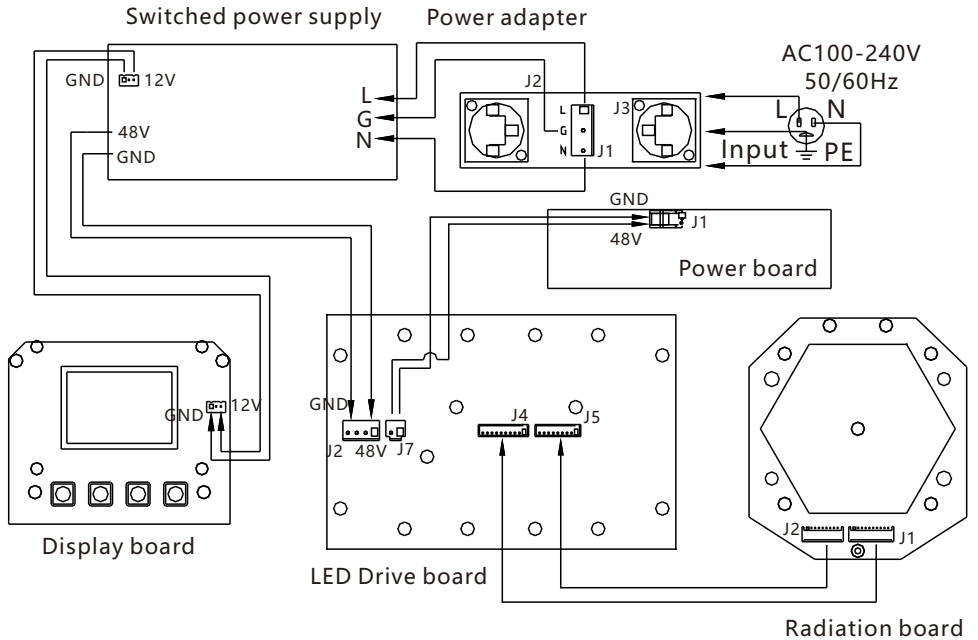 Switched power supply
Power adapter
AC100-240V
50/60Hz
GND
12V
L
G
N
48V
GND
J2
L
G
N
J1
J3
L
N
Input
PE
GND
48V
J1
Power board
GND
12V
Display board
GND
J2
48V
J7
J4
J5
LED Drive board
J2
J1
Radiation board